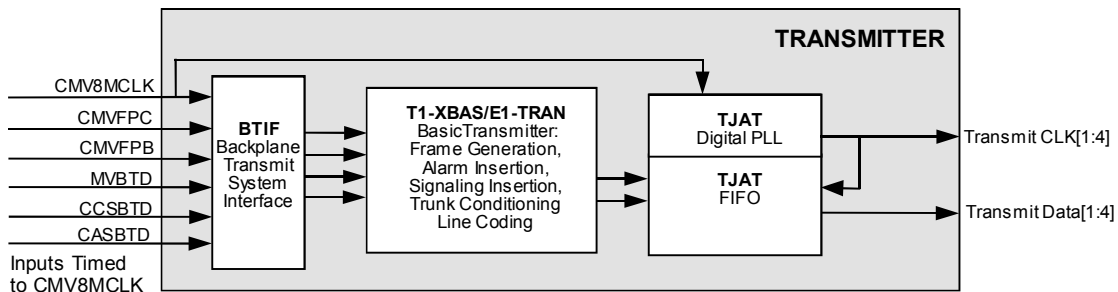 TRANSMITTER
CMV8MCLK
CMVFPC
CMVFPB
MVBTD
CCSBTD
CASBTD
Inputs Timed
to CMV8MCLK
BTIF
Backplane
Transmit
System
Interface
T1-XBAS/E1-TRAN
BasicTransmitter:
Frame Generation,
Alarm Insertion,
Signaling Insertion,
Trunk Conditioning
Line Coding
TJAT
Digital PLL
TJAT
FIFO
Transmit CLK[1:4]
Transmit Data[1:4]